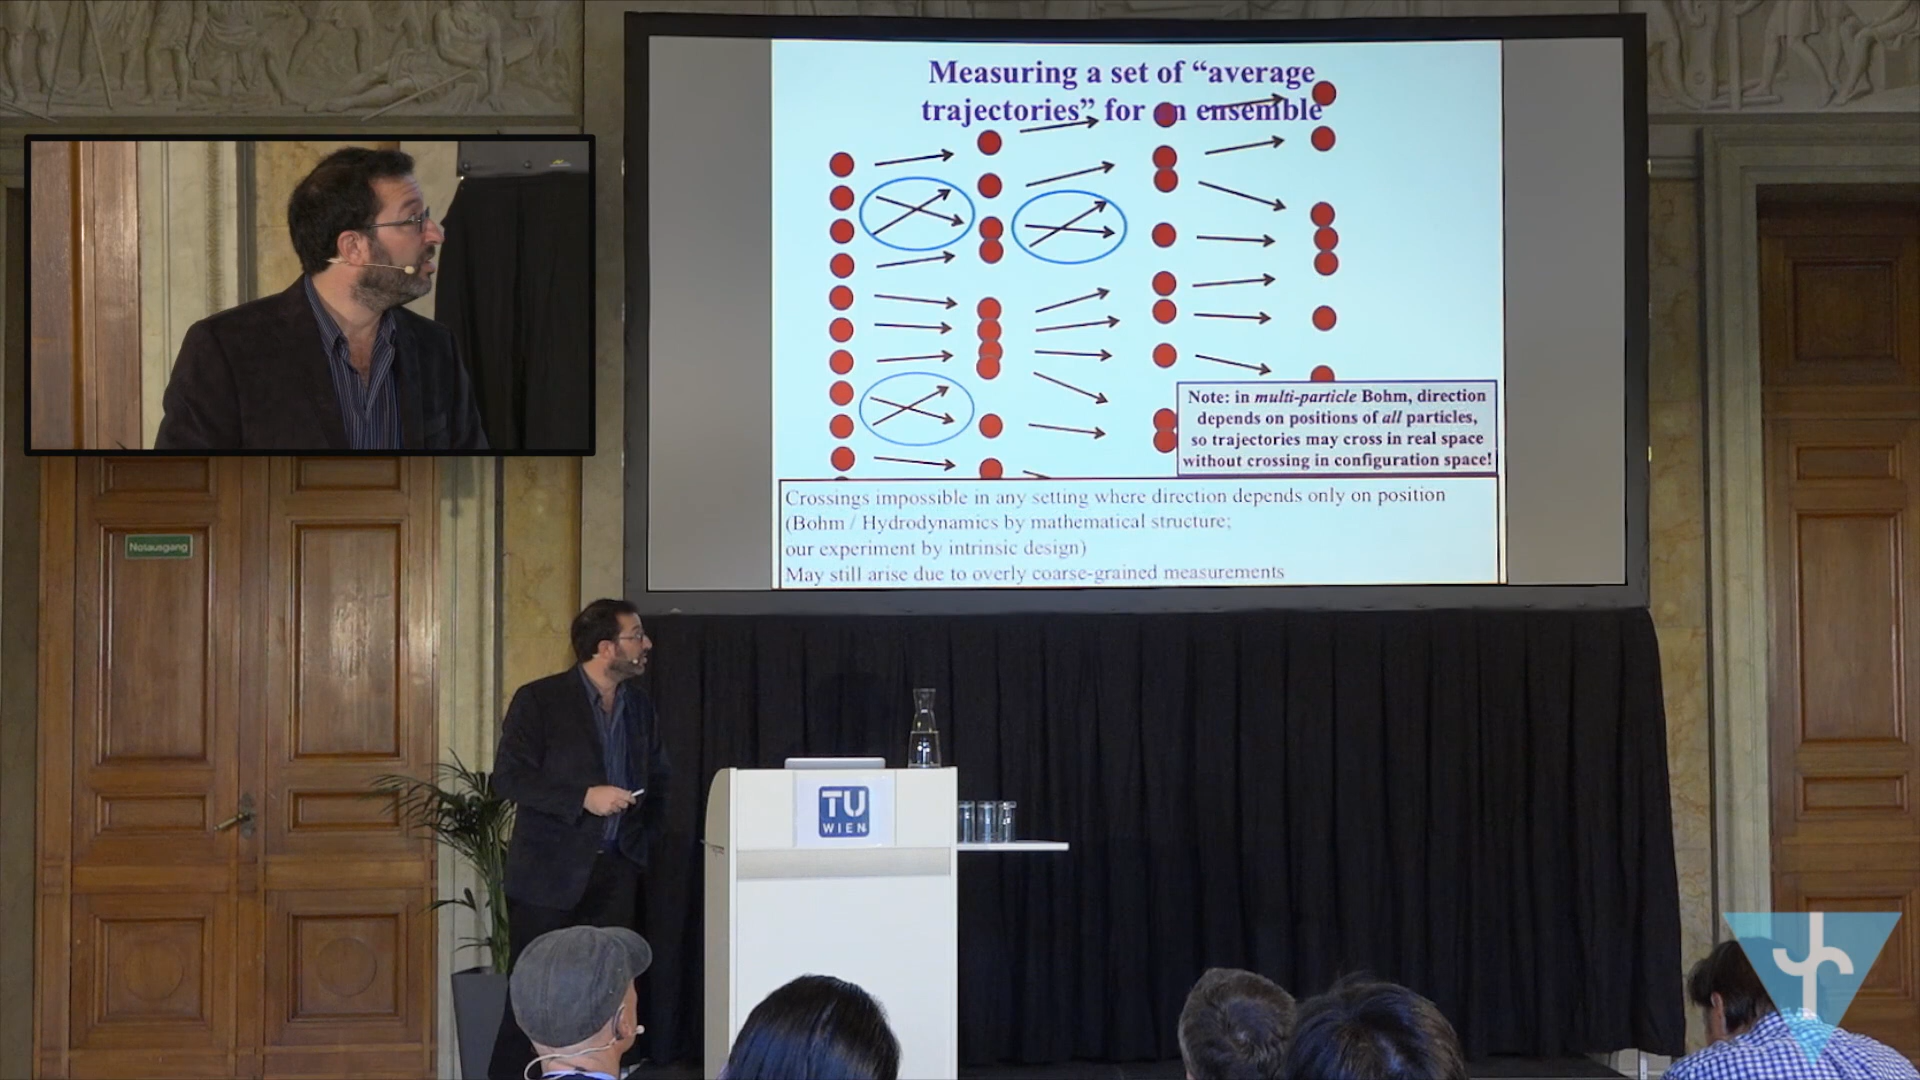 Measuring a set of “average
trajectories” for an ensemble
Note: in multi-particle Bohm, direction
depends on positions of all particles,
so trajectories may cross in real space
without crossing in configuration space!
Crossings impossible in any setting where direction depends only on position
(Bohm / Hydrodynamics by mathematical structure;
our experiment by intrinsic design)
May still arise due to overly coarse-grained measurements
Notausgang
TU
WIEN